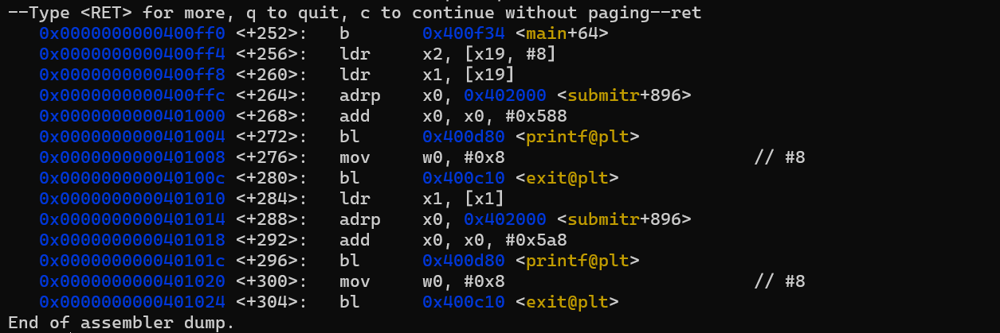 --Type <RET> for more, q to quit, c to continue without paging--ret
0x0000000000400ff0 <+252>: b 0x400f34 <main+64>
0x0000000000400ff4 <+256>: ldr x2, [x19, #8]
0x0000000000400ff8 <+260>: ldr x1, [x19]
0x0000000000400ffc <+264>: adrp x0, 0x402000 <submitr+896>
0x0000000000401000 <+268>: add x0, x0, #0x588
0x0000000000401004 <+272>: bl 0x400d80 <printf@plt>
0x0000000000401008 <+276>: mov w0, #0x8 // #8
0x000000000040100c <+280>: bl 0x400c10 <exit@plt>
0x0000000000401010 <+284>: ldr x1, [x1]
0x0000000000401014 <+288>: adrp x0, 0x402000 <submitr+896>
0x0000000000401018 <+292>: add x0, x0, #0x5a8
0x000000000040101c <+296>: bl 0x400d80 <printf@plt>
0x0000000000401020 <+300>: mov w0, #0x8 // #8
0x0000000000401024 <+304>: bl 0x400c10 <exit@plt>
End of assembler dump.